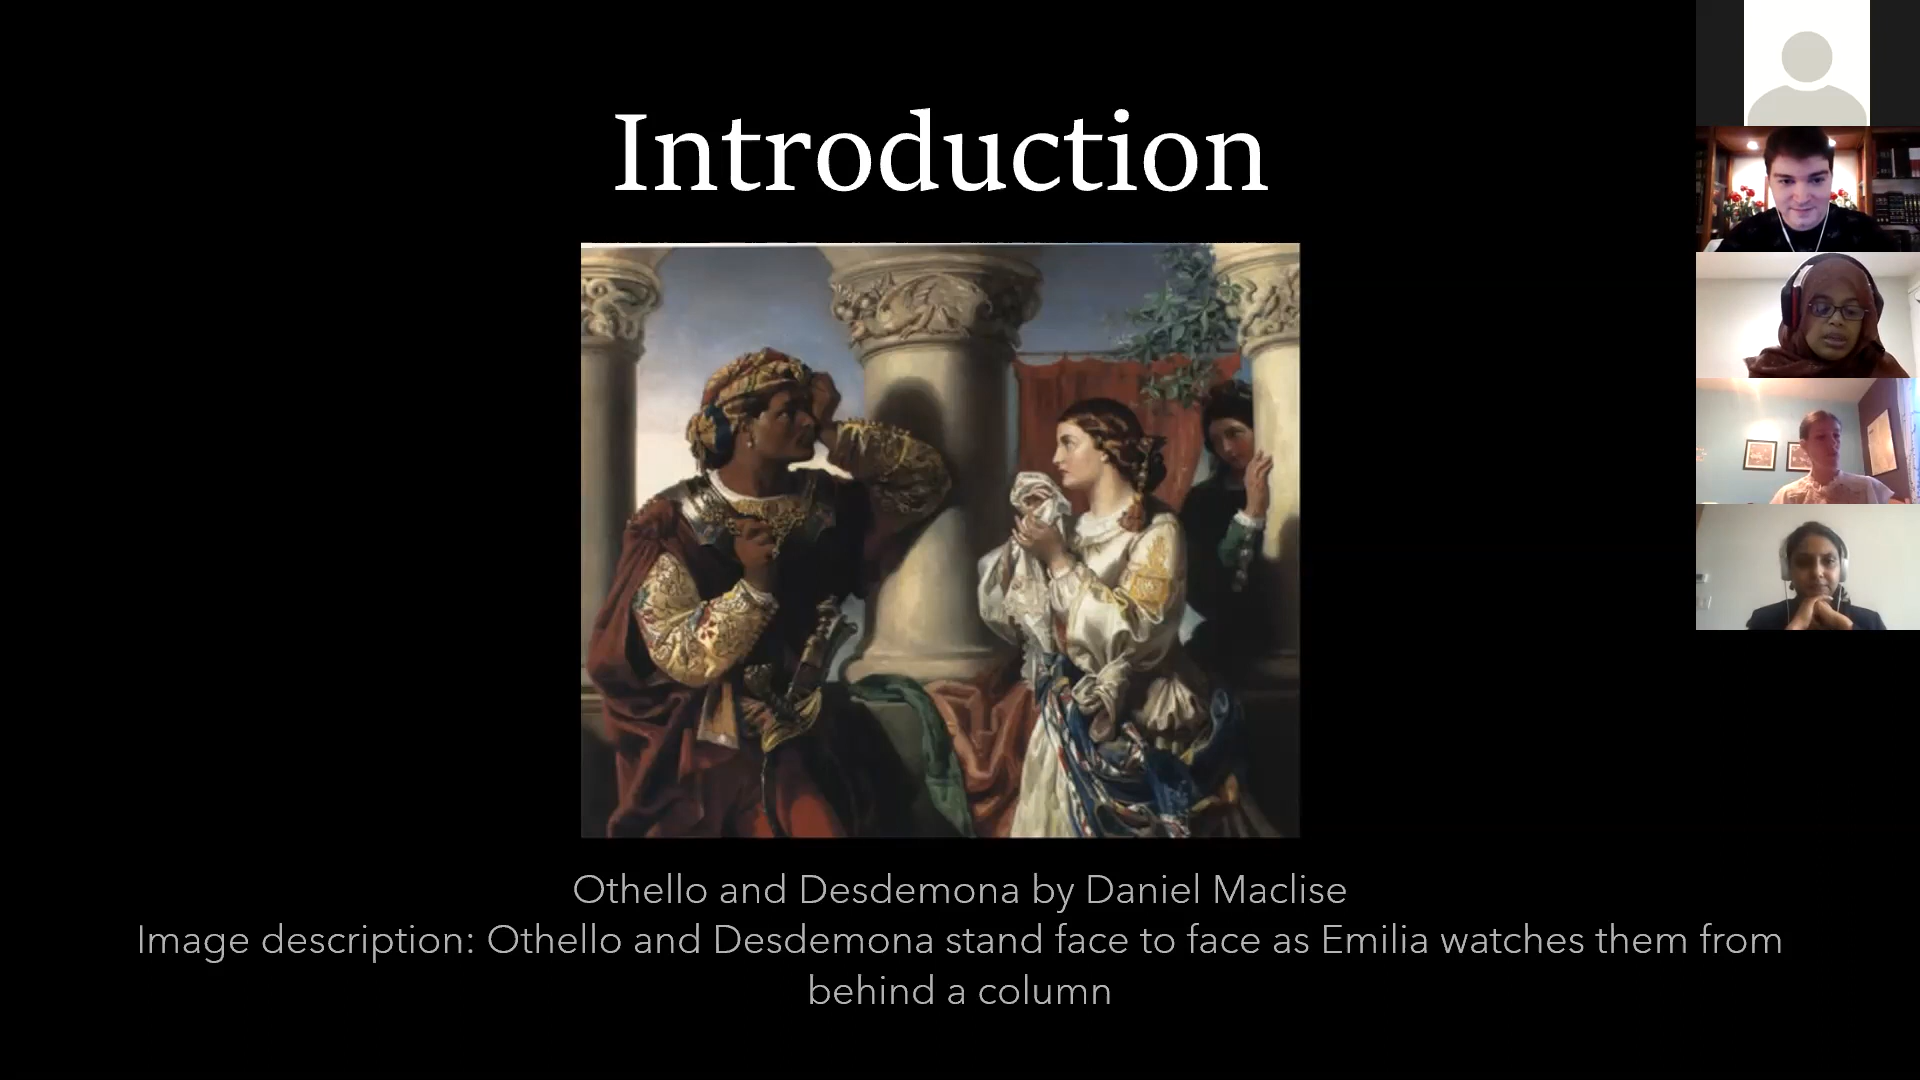 Introduction
Othello and Desdemona by Daniel Maclise
Image description: Othello and Desdemona stand face to face as Emilia watches them from
behind a column